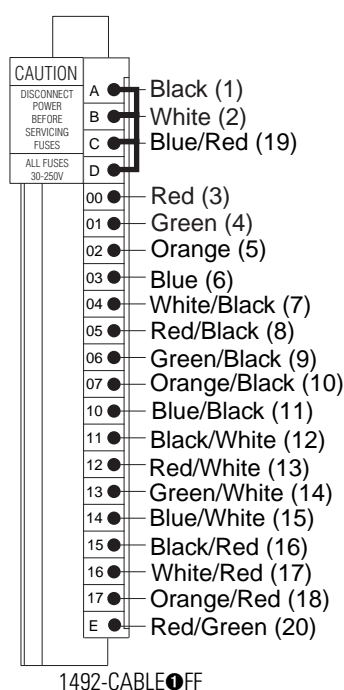 CAUTION
DISCONNECT
POWER
BEFORE
SERVICING
FUSES
ALL FUSES
30-250V
A Black (1)
B White (2)
C Blue/Red (19)
D
00 Red (3)
01 Green (4)
02 Orange (5)
03 Blue (6)
04 White/Black (7)
05 Red/Black (8)
06 Green/Black (9)
07 Orange/Black (10)
10 Blue/Black (11)
11 Black/White (12)
12 Red/White (13)
13 Green/White (14)
14 Blue/White (15)
15 Black/Red (16)
16 White/Red (17)
17 Orange/Red (18)
E Red/Green (20)
1492-CABLE❶FF